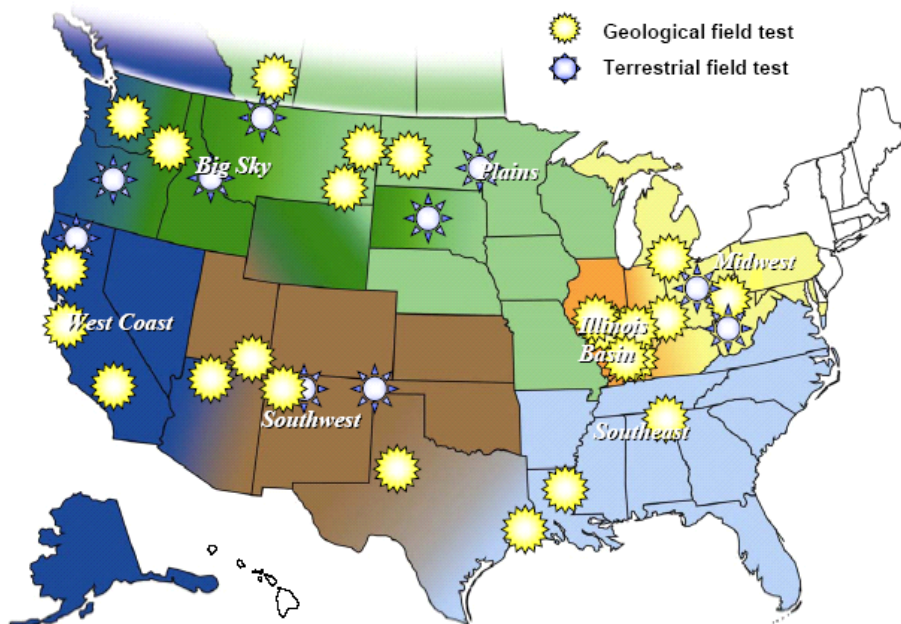 Geological field test
Terrestrial field test
Big Sky
Plains
Midwest
West Coast
Illinois
Basin
Southwest
Southeast